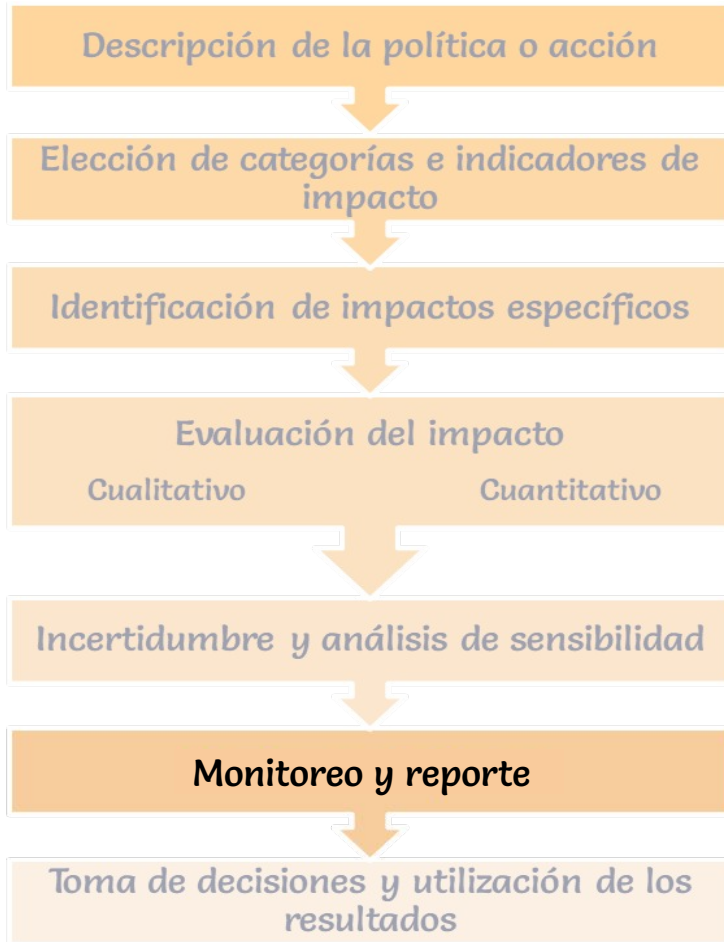 Descripción de la política o acción
Elección de categorías e indicadores de
impacto
Identificación de impactos específicos
Evaluación del impacto
Cualitativo Cuantitativo
Incertidumbre y análisis de sensibilidad
Monitoreo y reporte
Toma de decisiones y utilización de los
resultados